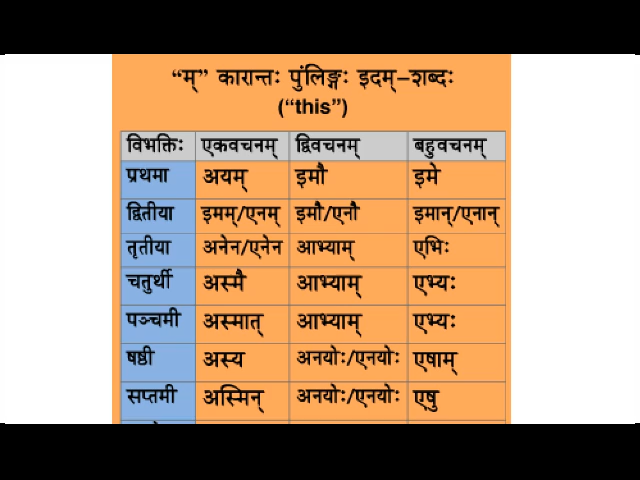 “म्” कारान्तः पुंलिङ्गः इदम्–शब्दः
(“this”)
विभक्तिः एकवचनम् द्विवचनम् बहुवचनम्
प्रथमा अयम् इमौ इमे
द्वितीया इमम्/एनम् इमौ/एनौ इमान्/एनान्
तृतीया अनेन/एनेन आभ्याम् एभिः
चतुर्थी अस्मै आभ्याम् एभ्यः
पञ्चमी अस्मात् आभ्याम् एभ्यः
षष्ठी अस्य अनयोः/एनयोः एषाम्
सप्तमी अस्मिन् अनयोः/एनयोः एषु